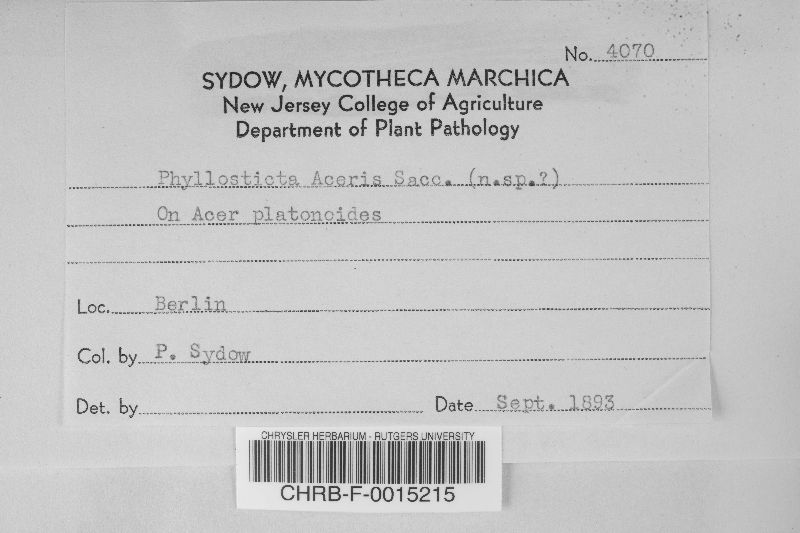 No. 4070
SYDOW, MYCOTHECA MARCHICA
New Jersey College of Agriculture
Department of Plant Pathology
Phyllosticta Aceris Sacc. (n.sp.?)
On Acer platonoides
Loc. Berlin
Col. by P. Sydow
Det. by Date Sept. 1893
CHRYSLER HERBARIUM - RUTGERS UNIVERSITY
CHRB-F-0015215